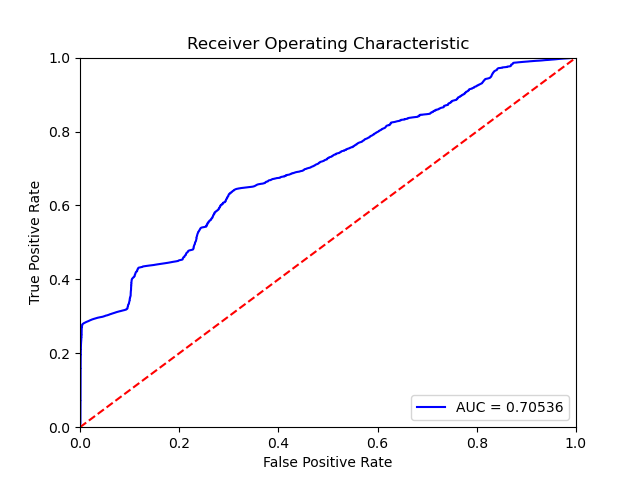 Receiver Operating Characteristic
1.0
0.8
0.6
0.4
0.2
0.0
True Positive Rate
AUC = 0.70536
0.0 0.2 0.4 0.6 0.8 1.0
False Positive Rate